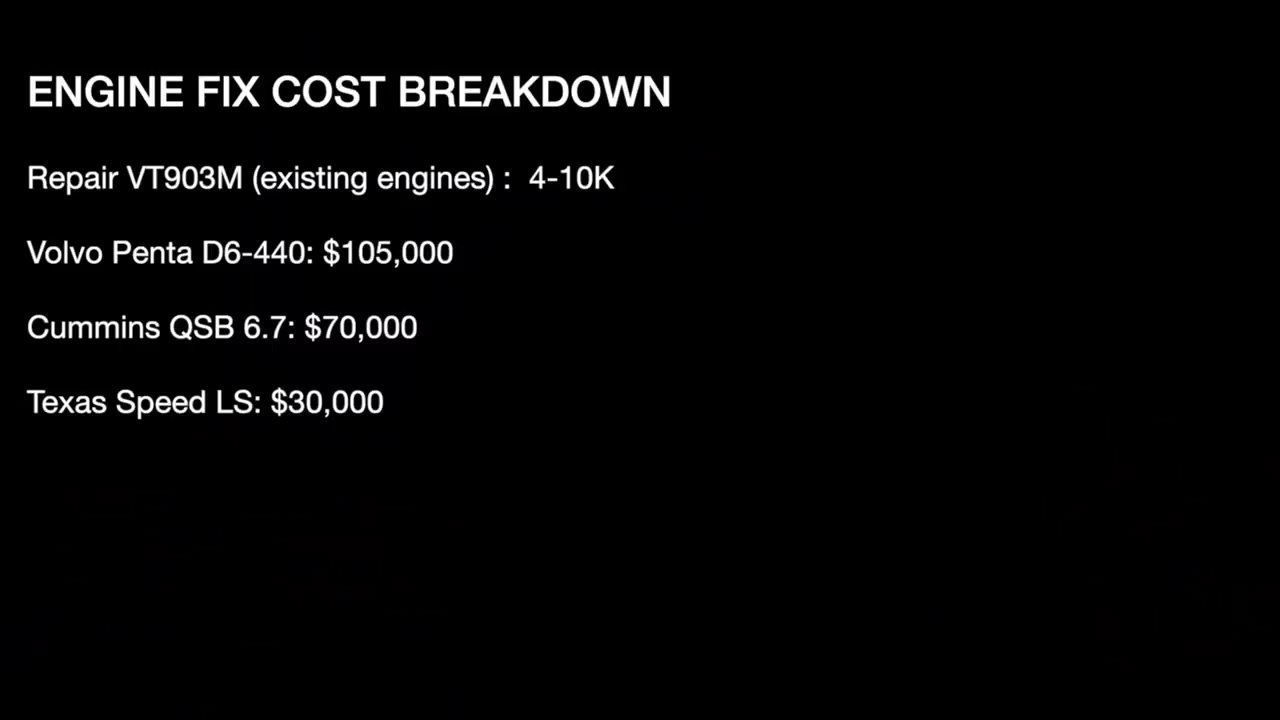 ENGINE FIX COST BREAKDOWN
Repair VT903M (existing engines) :  4-10K
Volvo Penta D6-440: $105,000
Cummins QSB 6.7: $70,000
Texas Speed LS: $30,000